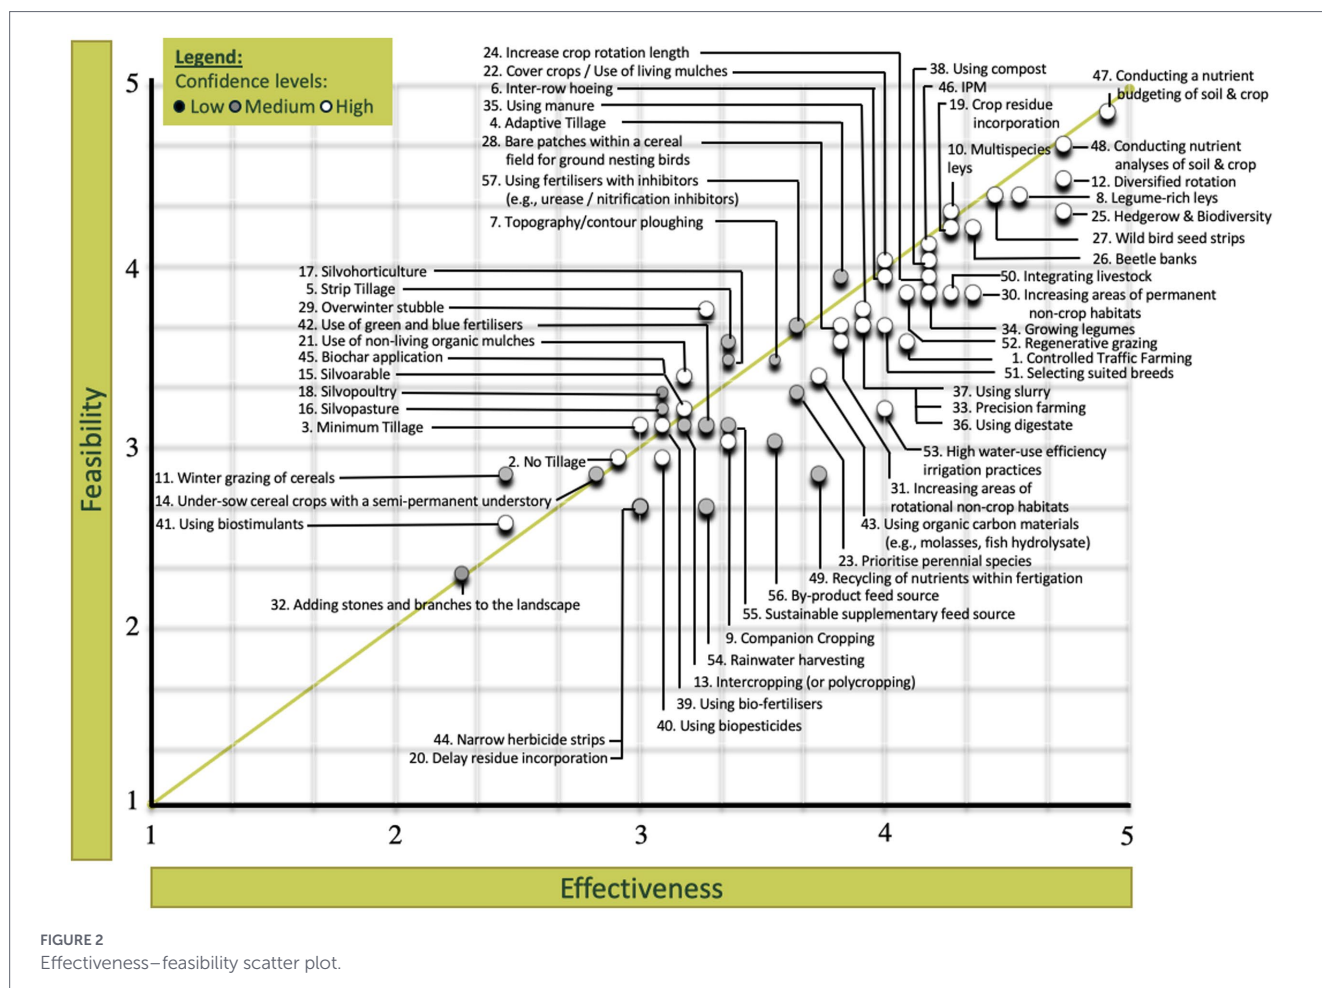 Legend:
Confidence levels:
Low Medium High
24. Increase crop rotation length
22. Cover crops / Use of living mulches
6. Inter-row hoeing
35. Using manure
4. Adaptive Tillage
28. Bare patches within a cereal
field for ground nesting birds
57. Using fertilisers with inhibitors
(e.g., urease / nitrification inhibitors)
7. Topography/contour ploughing
17. Silvohorticulture
5. Strip Tillage
29. Overwinter stubble
42. Use of green and blue fertilisers
21. Use of non-living organic mulches
45. Biochar application
15. Silvoarable
18. Silvopoultry
16. Silvopasture
3. Minimum Tillage
2. No Tillage
11. Winter grazing of cereals
14. Under-sow cereal crops with a semi-permanent understory
41. Using biostimulants
32. Adding stones and branches to the landscape
38. Using compost
46. IPM
19. Crop residue
incorporation
10. Multispecies
leys
47. Conducting a nutrient
budgeting of soil & crop
48. Conducting nutrient
analyses of soil & crop
12. Diversified rotation
8. Legume-rich leys
25. Hedgerow & Biodiversity
27. Wild bird seed strips
26. Beetle banks
50. Integrating livestock
30. Increasing areas of permanent
non-crop habitats
34. Growing legumes
52. Regenerative grazing
1. Controlled Traffic Farming
51. Selecting suited breeds
37. Using slurry
33. Precision farming
36. Using digestate
53. High water-use efficiency
irrigation practices
31. Increasing areas of
rotational non-crop habitats
43. Using organic carbon materials
(e.g., molasses, fish hydrolysate)
23. Prioritise perennial species
49. Recycling of nutrients within fertigation
56. By-product feed source
55. Sustainable supplementary feed source
9. Companion Cropping
54. Rainwater harvesting
13. Intercropping (or polycropping)
39. Using bio-fertilisers
40. Using biopesticides
44. Narrow herbicide strips
20. Delay residue incorporation
Feasibility
5
4
3
2
1
1 2 3 4 5
Effectiveness
FIGURE 2
Effectiveness–feasibility scatter plot.